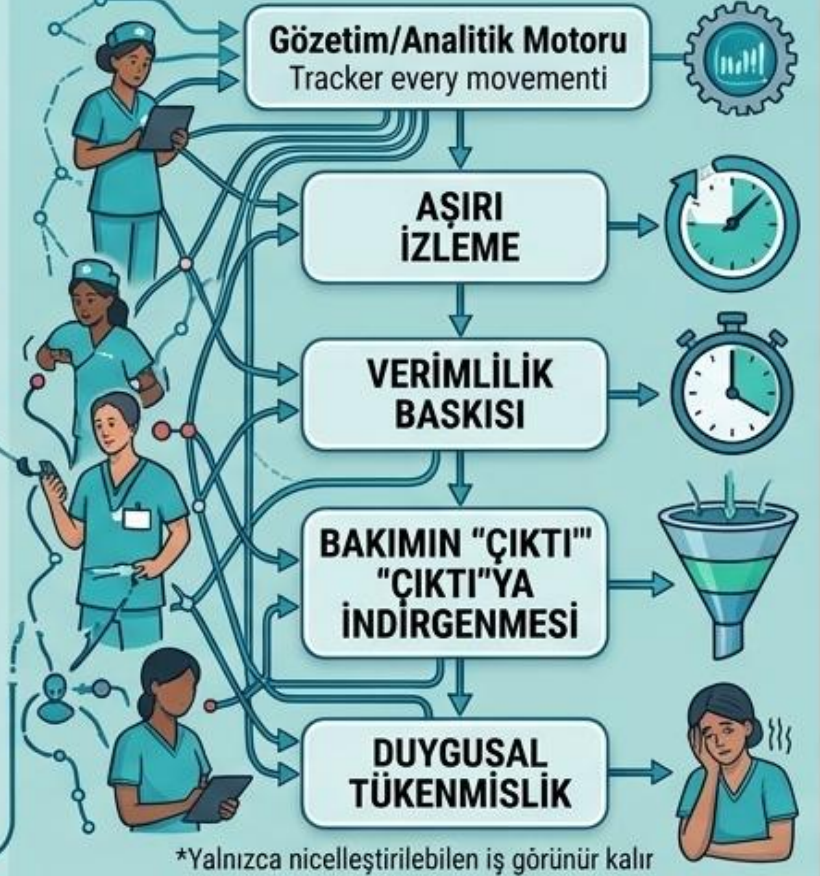 Gözetim/Analitik Motoru
Tracker every movementi
AŞIRI
İZLEME
VERİMLİLİK
BASKISI
BAKIMIN "ÇIKTI'"
"ÇIKTI"YA
İNDİRGENMESİ
DUYGUSAL
TÜKENMİSLİK
*Yalnızca nicelleştirilebilen iş görünür kalır